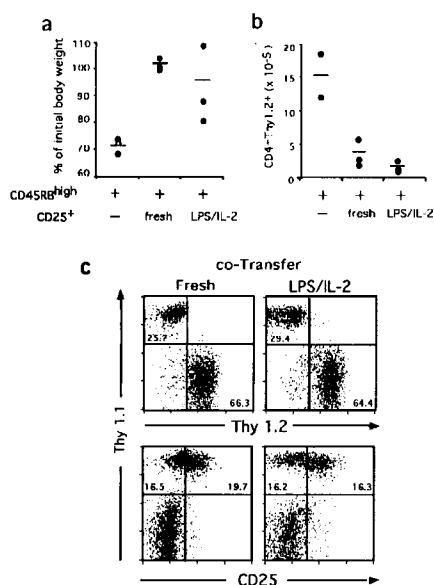 a
% of initial body weight
110
100
90
80
70
60
CD45RBhigh + + +
CD25+ – fresh LPS/IL-2
b
CD4+Thy1.2+ (x 10-5)
20
15
10
5
0
+ + +
– fresh LPS/IL-2
c
co-Transfer
Fresh LPS/IL-2
Thy 1.1
25.7
66.3
29.4
64.4
Thy 1.2
16.5 19.7
16.2 16.3
CD25